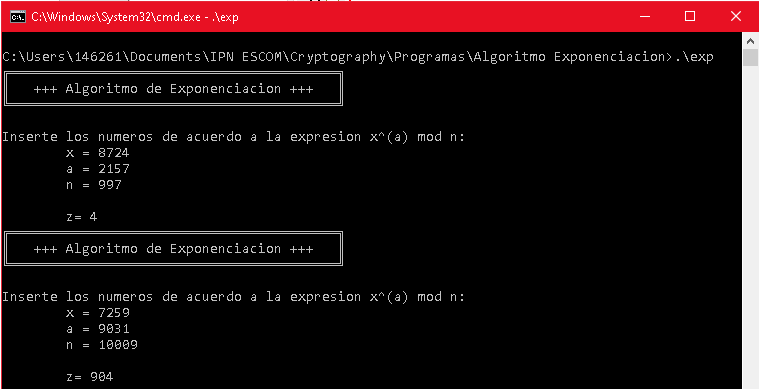 C:\Windows\System32\cmd.exe - .\exp
C:\Users\146261\Documents\IPN ESCOM\Cryptography\Programas\Algoritmo Exponenciacion>.\exp
+++ Algoritmo de Exponenciacion +++
Inserte los numeros de acuerdo a la expresion x^(a) mod n:
x = 8724
a = 2157
n = 997
z= 4
+++ Algoritmo de Exponenciacion +++
Inserte los numeros de acuerdo a la expresion x^(a) mod n:
x = 7259
a = 9031
n = 10009
z= 904